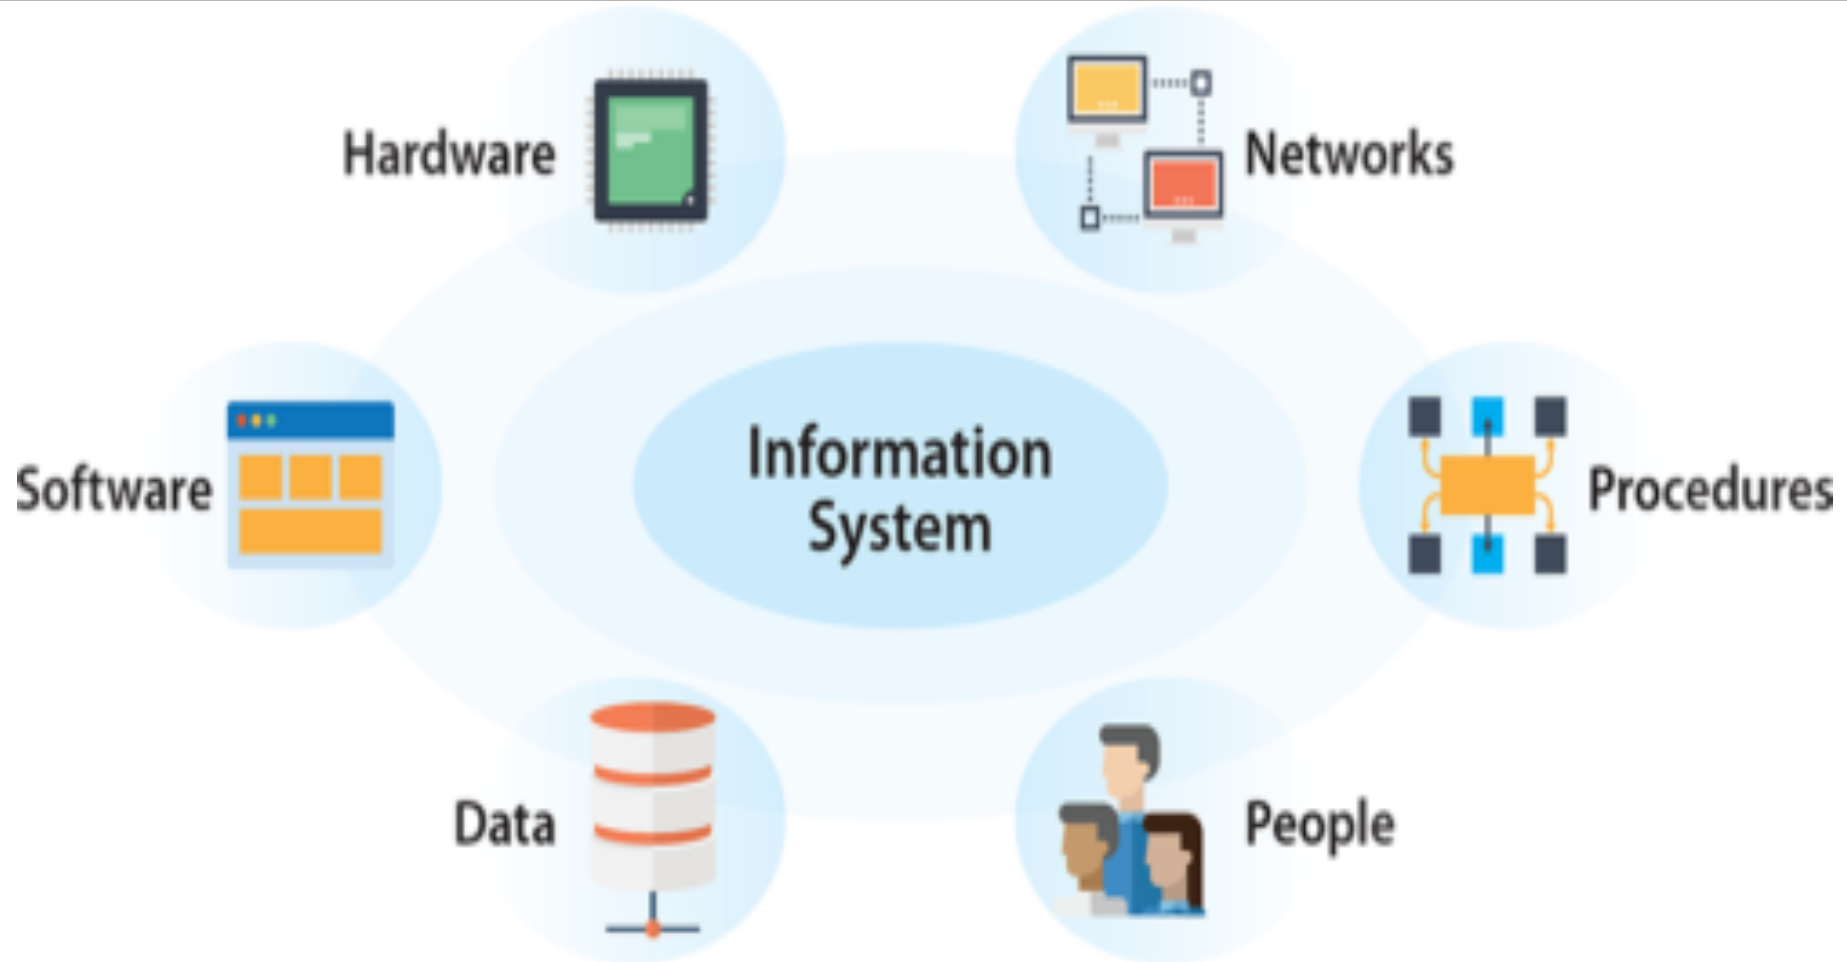 Hardware
Networks
Information
System
Software
Procedures
Data
People